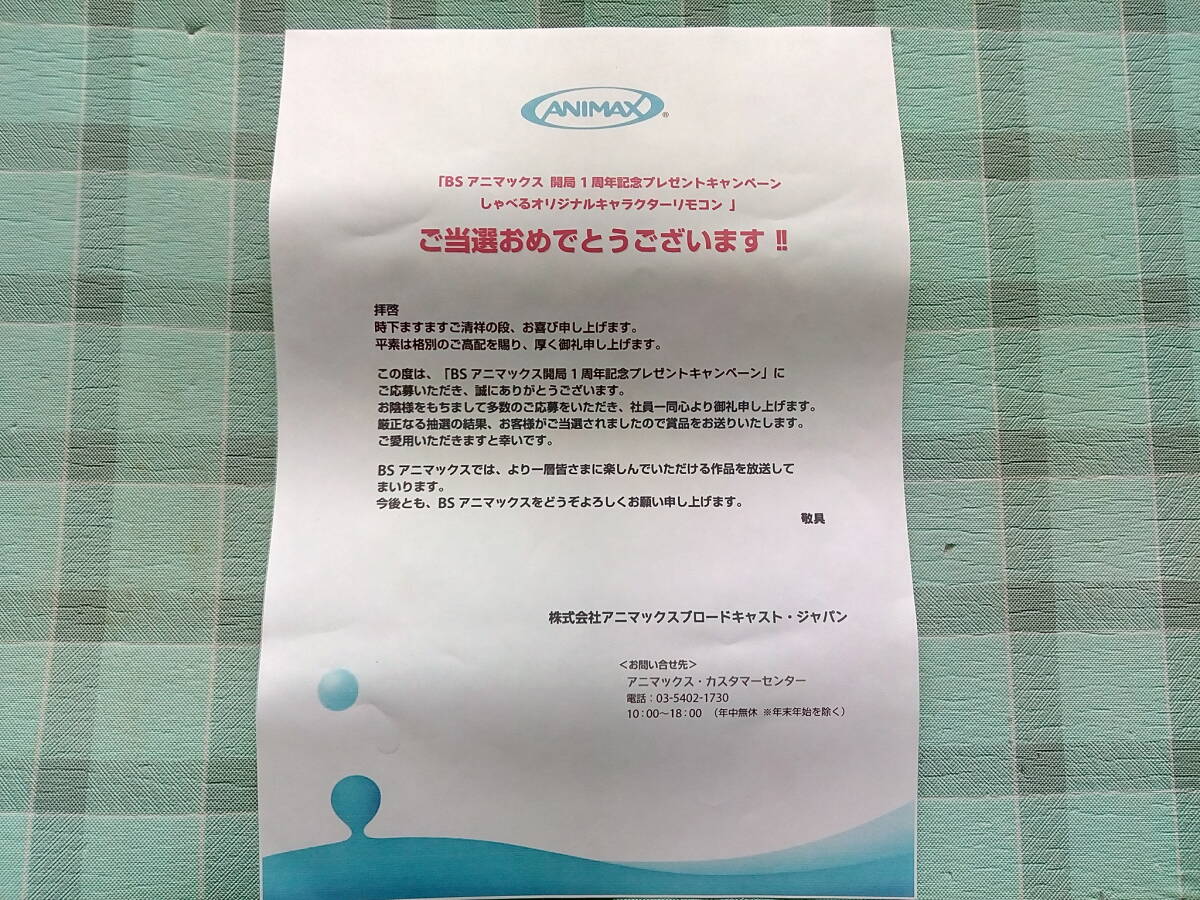 ANIMAX®
「BS アニマックス 開局 1 周年記念プレゼントキャンペーン
しゃべるオリジナルキャラクターリモコン 」
ご当選おめでとうございます !!
拝啓
時下ますますご清祥の段、お喜び申し上げます。
平素は格別のご高配を賜り、厚く御礼申し上げます。
この度は、「BS アニマックス開局 1 周年記念プレゼントキャンペーン」に
ご応募いただき、誠にありがとうございます。
お陰様をもちまして多数のご応募をいただき、社員一同心より御礼申し上げます。
厳正なる抽選の結果、お客様がご当選されましたので賞品をお送りいたします。
ご愛用いただきますと幸いです。
BS アニマックスでは、より一層皆さまに楽しんでいただける作品を放送して
まいります。
今後とも、BS アニマックスをどうぞよろしくお願い申し上げます。
敬具
株式会社アニマックスブロードキャスト・ジャパン
＜お問い合せ先＞
アニマックス・カスタマーセンター
電話：03-5402-1730
10：00～18：00 （年中無休 ※年末年始を除く）